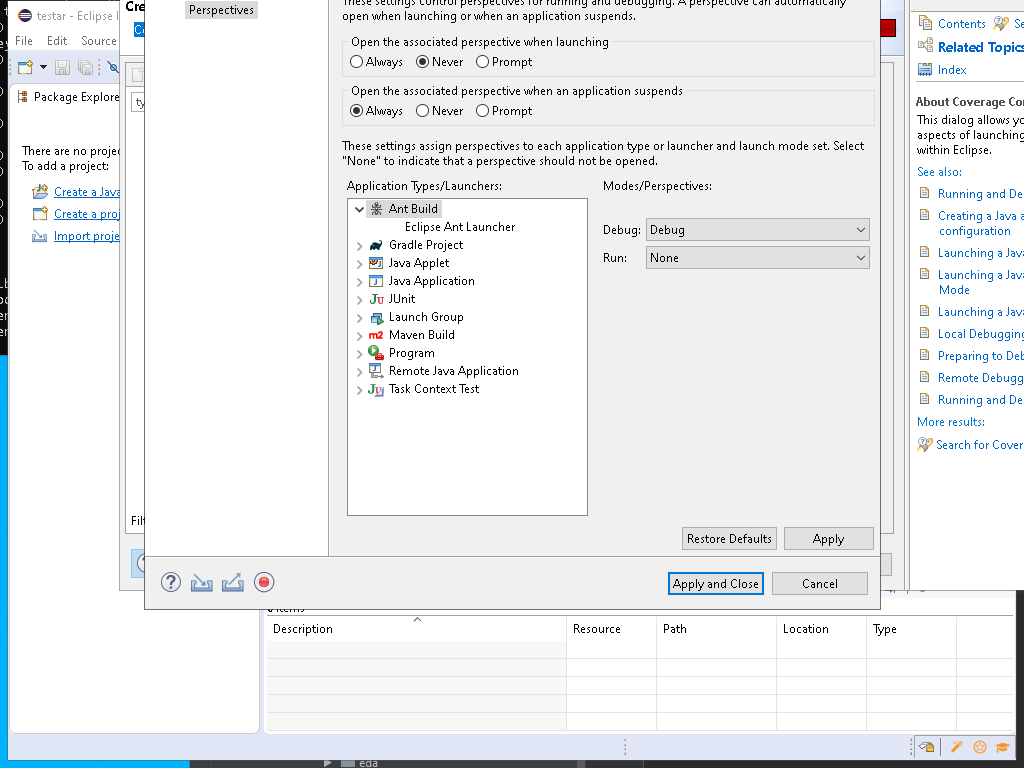 testar - Eclipse I
Cre
Perspectives
These settings control perspectives for running and debugging. A perspective can automatically
open when launching or when an application suspends.
File Edit Source
Open the associated perspective when launching
Always Never Prompt
Open the associated perspective when an application suspends
Always Never Prompt
These settings assign perspectives to each application type or launcher and launch mode set. Select
"None" to indicate that a perspective should not be opened.
Application Types/Launchers:
Modes/Perspectives:
Ant Build
Eclipse Ant Launcher
Gradle Project
Java Applet
Java Application
JUnit
Launch Group
Maven Build
Program
Remote Java Application
Task Context Test
Debug: Debug
Run: None
Restore Defaults Apply
Apply and Close Cancel
Package Explore
There are no projec
To add a project:
Create a Java
Create a proj
Import proje
ty
Filt
Contents Se
Related Topics
Index
About Coverage Con
This dialog allows yo
aspects of launching
within Eclipse.
See also:
Running and De
Creating a Java a
configuration
Launching a Java
Launching a Java
Mode
Launching a Java
Local Debugging
Preparing to Deb
Remote Debugg
Running and De
More results:
Search for Cover
0 items
Description Resource Path Location Type
eda